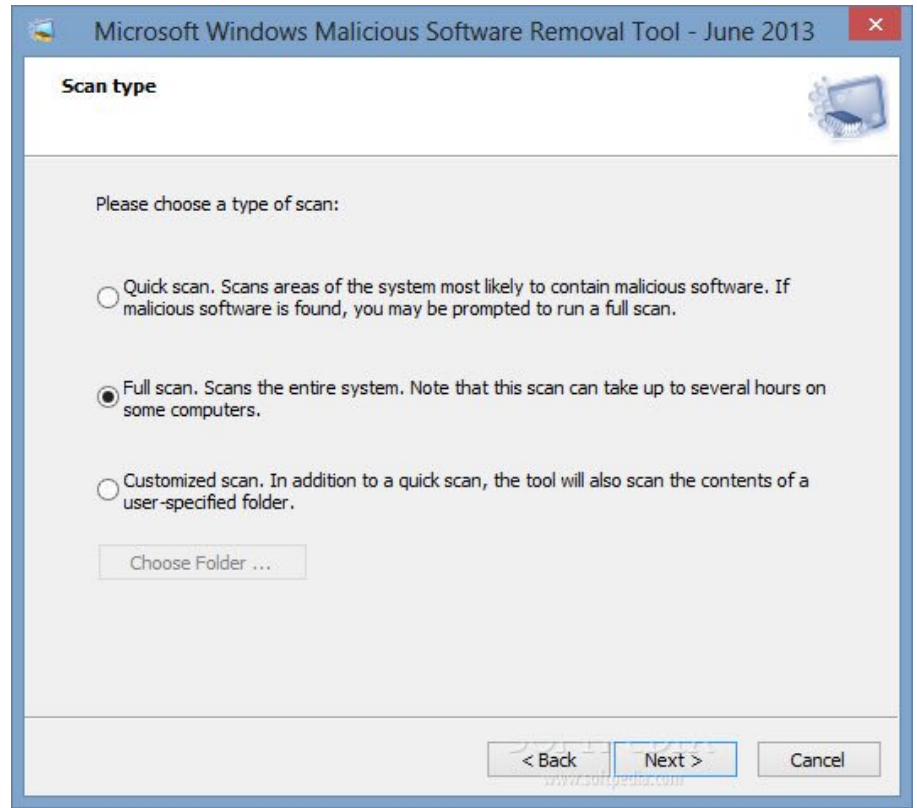 Microsoft Windows Malicious Software Removal Tool - June 2013
Scan type
Please choose a type of scan:
Quick scan. Scans areas of the system most likely to contain malicious software. If
malicious software is found, you may be prompted to run a full scan.
Full scan. Scans the entire system. Note that this scan can take up to several hours on
some computers.
Customized scan. In addition to a quick scan, the tool will also scan the contents of a
user-specified folder.
Choose Folder ...
SOFTPEDIA
< Back Next > Cancel
www.softpedia.com